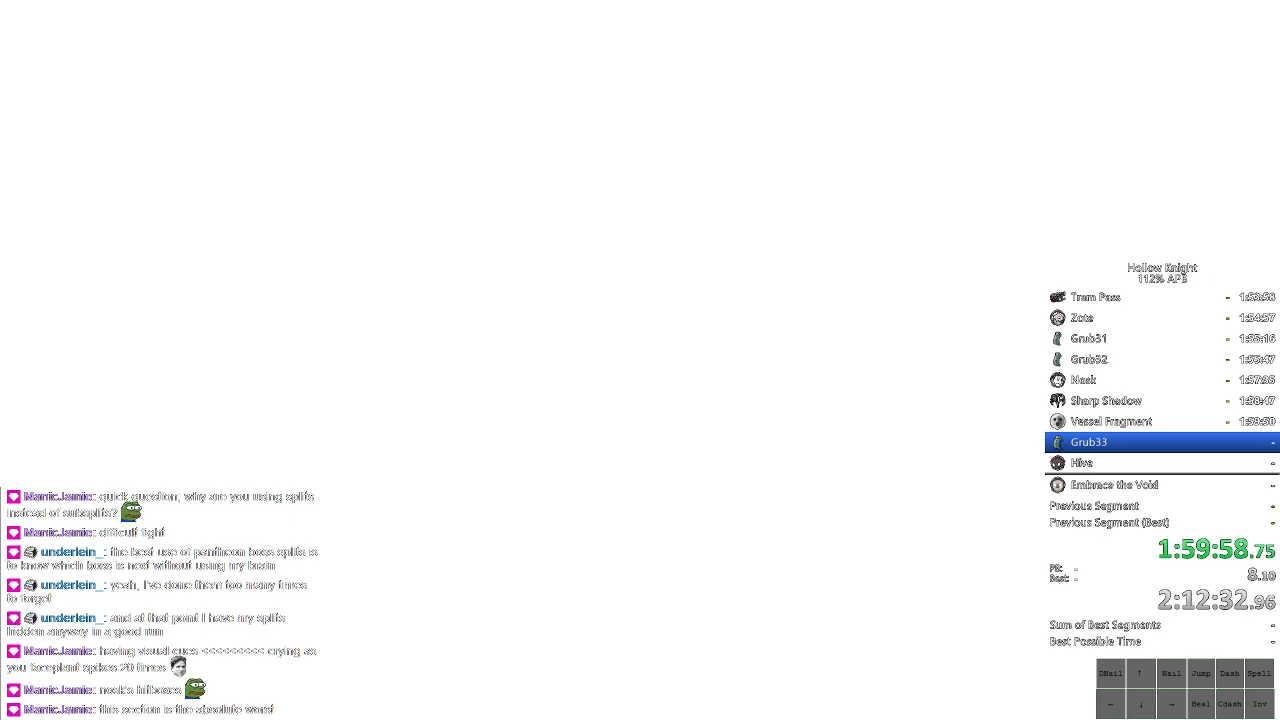 Hollow Knight
112% APB
Tram Pass - 1:53:58
Zote - 1:54:57
Grub31 - 1:55:16
Grub32 - 1:55:47
Nosk - 1:57:35
Sharp Shadow - 1:58:47
Vessel Fragment - 1:59:50
Grub33 -
Hive -
Embrace the Void -
Previous Segment -
Previous Segment (Best) -
1:59:58.75
PB: -
Best: -
8.10
2:12:32.96
Sum of Best Segments -
Best Possible Time -
DNail ↑ Nail Jump Dash Spell
← ↓ → Heal Cdash Inv
ManicJamie: quick question, why are you using splits
instead of subsplits?
ManicJamie: difficult fight
underlein_: the best use of pantheon boss splits is
to know which boss is next without using my brain
underlein_: yeah, I've done them too many times
to forget
underlein_: and at that point I have my splits
hidden anyway in a good run
ManicJamie: having visual cues <<<<<<<<< crying as
you faceplant spikes 20 times
ManicJamie: nosk's hitboxes
ManicJamie: this section is the absolute worst